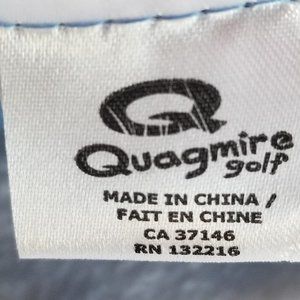 Quagmire
golf
MADE IN CHINA /
FAIT EN CHINE
CA 37146
RN 132216